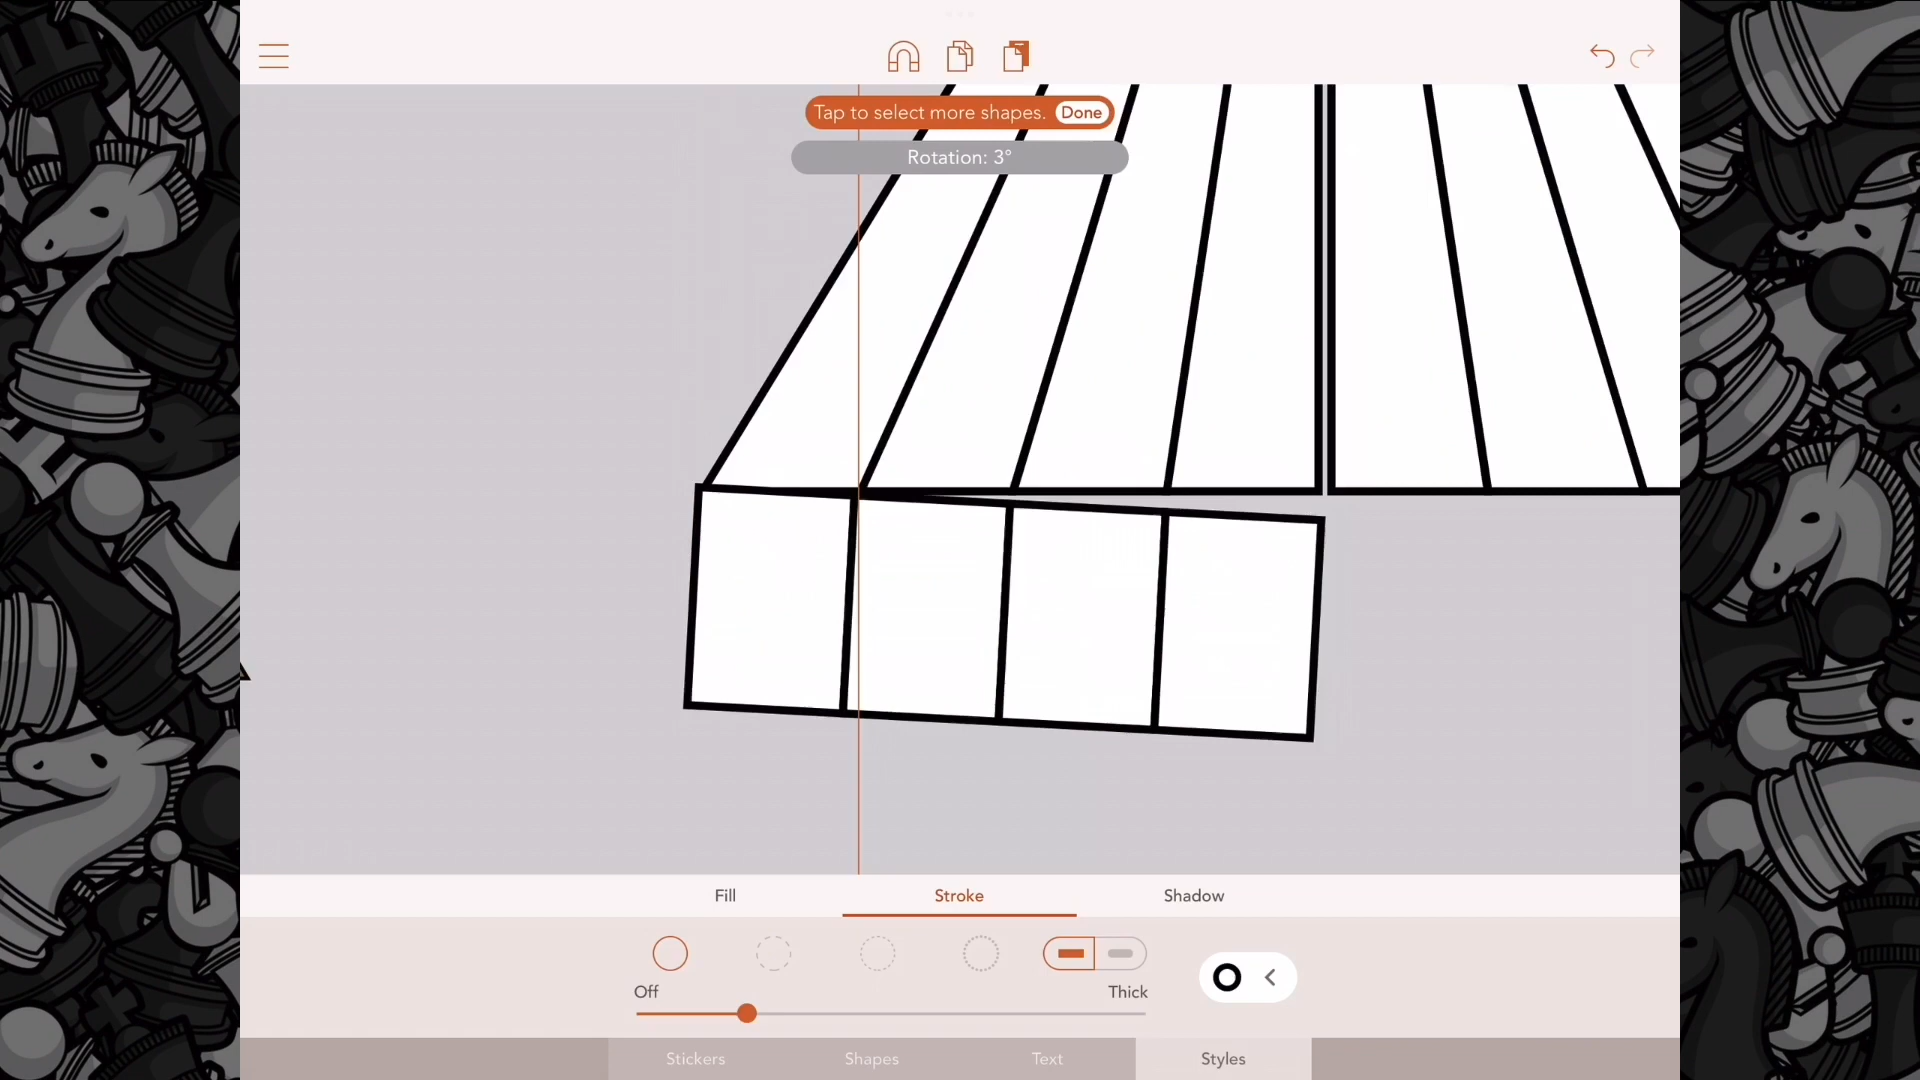 Tap to select more shapes. Done
Rotation: 3°
Fill Stroke Shadow
Off Thick
Stickers Shapes Text Styles